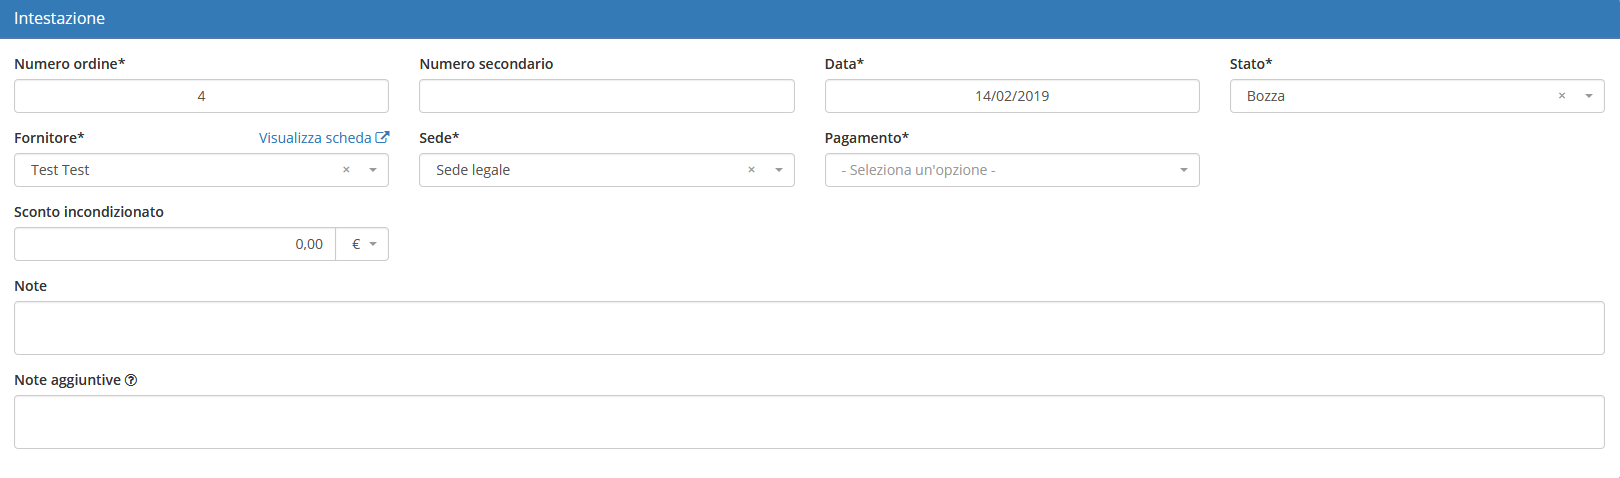 Intestazione
Numero ordine* Numero secondario Data* Stato*
4 14/02/2019 Bozza ×
Fornitore* Visualizza scheda Sede* Pagamento*
Test Test × Sede legale × - Seleziona un'opzione -
Sconto incondizionato
0,00 €
Note
Note aggiuntive ?